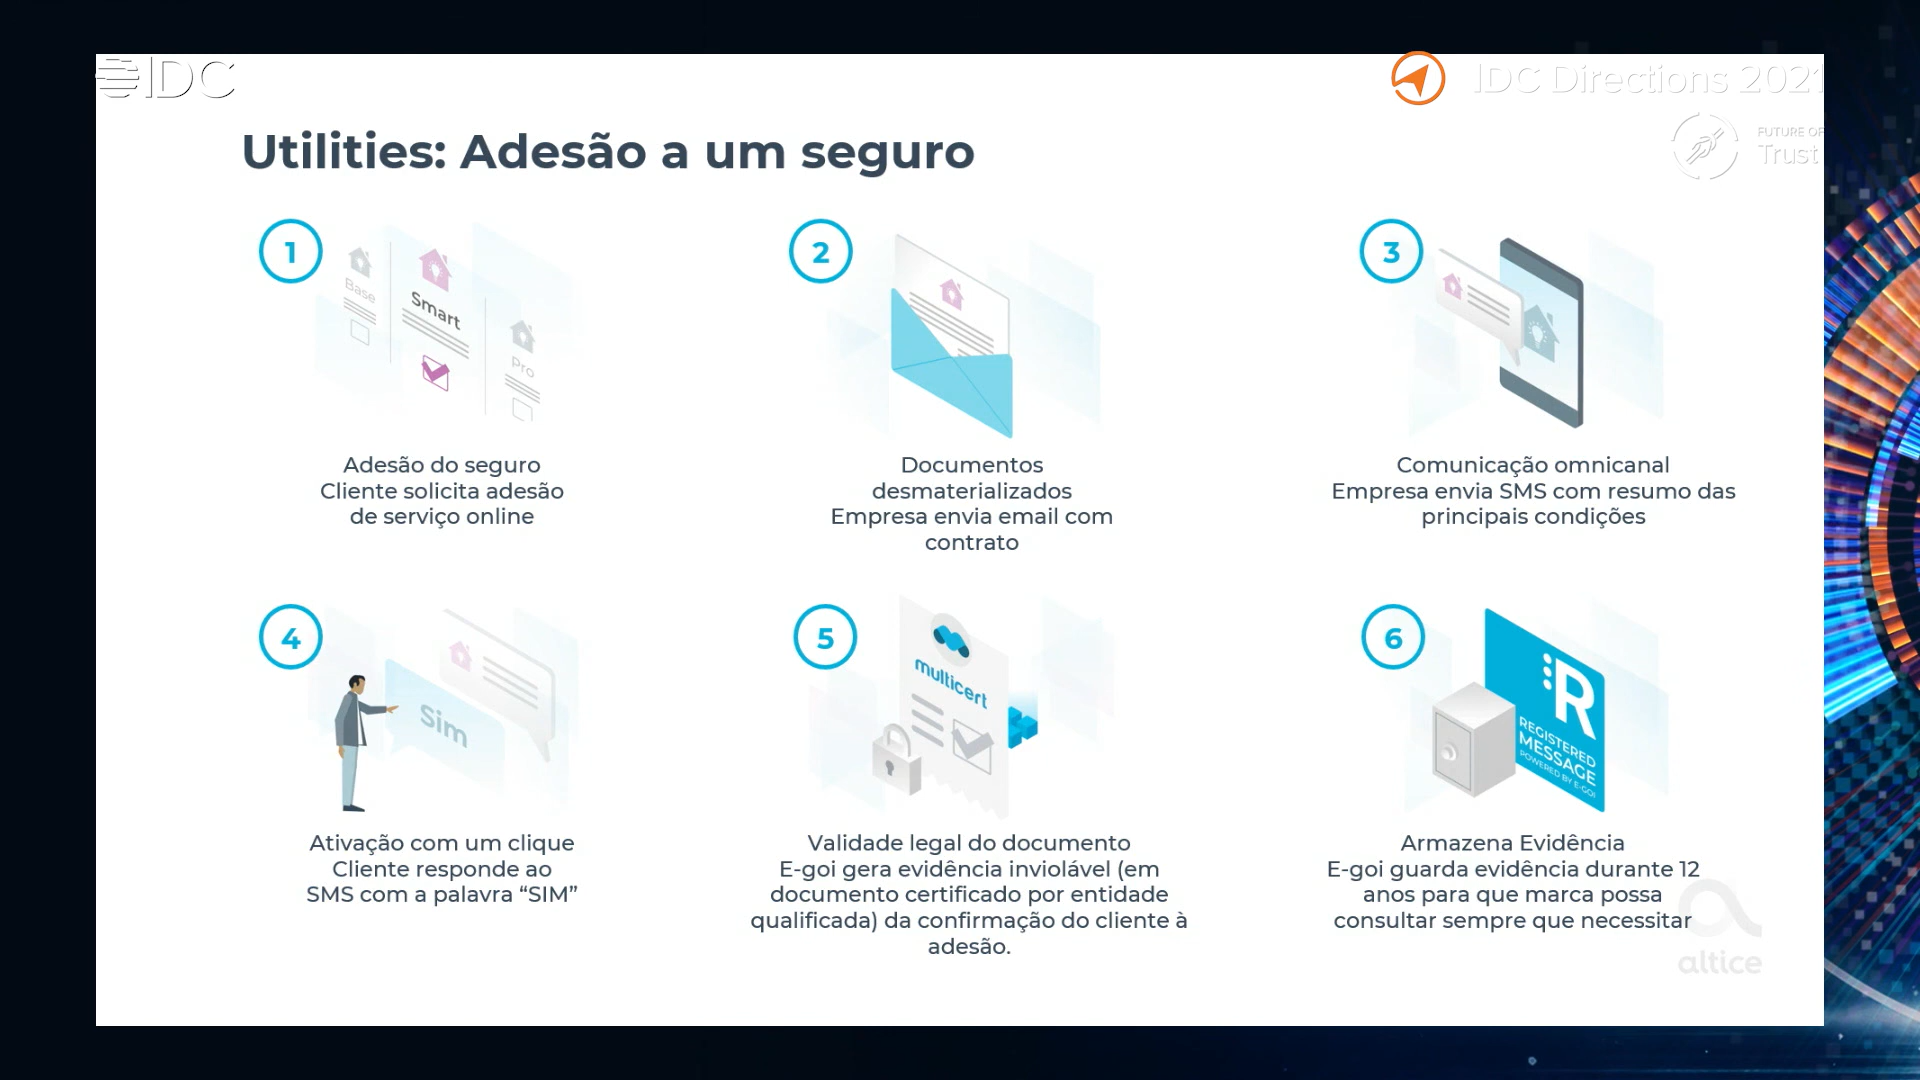 IDC
IDC Directions 2021
FUTURE OF
Trust
Utilities: Adesão a um seguro
1
Base
Smart
Pro
2
3
Adesão do seguro
Cliente solicita adesão
de serviço online
Documentos
desmaterializados
Empresa envia email com
contrato
Comunicação omnicanal
Empresa envia SMS com resumo das
principais condições
4
Sim
5
multicert
6
R
REGISTERED
MESSAGE
POWERED BY E-GOI
Ativação com um clique
Cliente responde ao
SMS com a palavra “SIM”
Validade legal do documento
E-goi gera evidência inviolável (em
documento certificado por entidade
qualificada) da confirmação do cliente à
adesão.
Armazena Evidência
E-goi guarda evidência durante 12
anos para que marca possa
consultar sempre que necessitar
altice